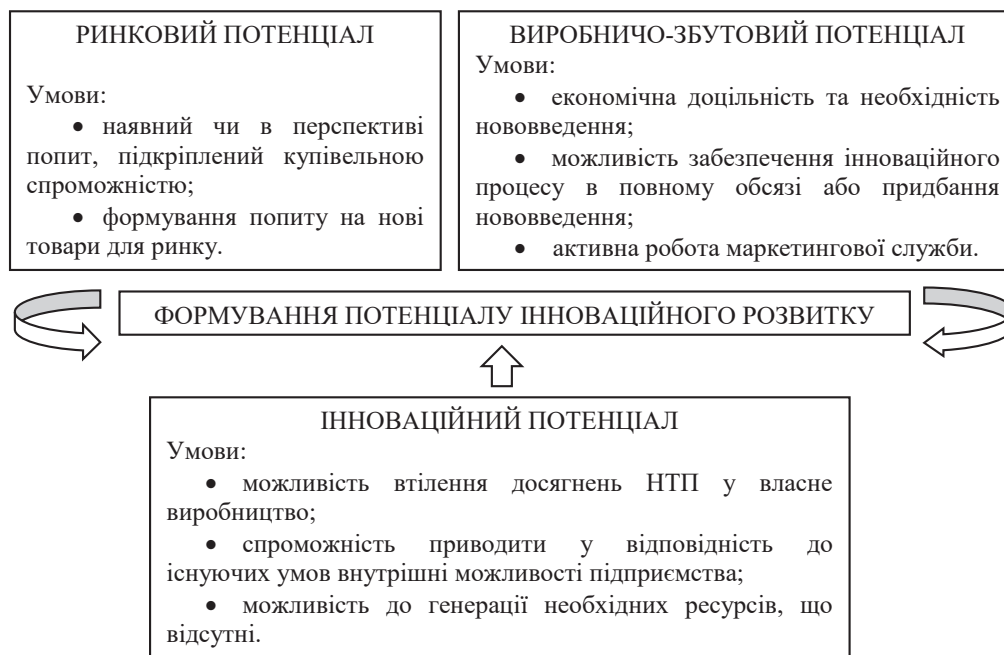 РИНКОВИЙ ПОТЕНЦІАЛ
Умови:
• наявний чи в перспективі
попит, підкріплений купівельною
спроможністю;
• формування попиту на нові
товари для ринку.
ВИРОБНИЧО-ЗБУТОВИЙ ПОТЕНЦІАЛ
Умови:
• економічна доцільність та необхідність
нововведення;
• можливість забезпечення інноваційного
процесу в повному обсязі або придбання
нововведення;
• активна робота маркетингової служби.
ФОРМУВАННЯ ПОТЕНЦІАЛУ ІННОВАЦІЙНОГО РОЗВИТКУ
ІННОВАЦІЙНИЙ ПОТЕНЦІАЛ
Умови:
• можливість втілення досягнень НТП у власне
виробництво;
• спроможність приводити у відповідність до
існуючих умов внутрішні можливості підприємства;
• можливість до генерації необхідних ресурсів, що
відсутні.